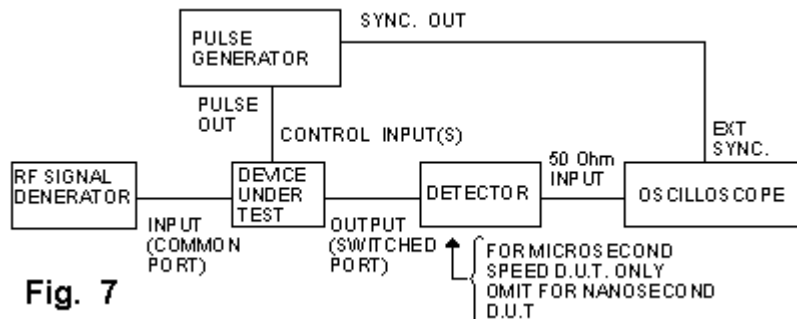 PULSE
GENERATOR
SYNC. OUT
PULSE
OUT
CONTROL INPUT(S)
EXT
SYNC.
RF SIGNAL
DENERATOR
DEVICE
UNDER
TEST
DETECTOR
50 Ohm
INPUT
OSCILLOSCOPE
INPUT
(COMMON
PORT)
OUTPUT
(SWITCHED
PORT)
FOR MICROSECOND
SPEED D.U.T. ONLY
OMIT FOR NANOSECOND
D.U.T
Fig. 7